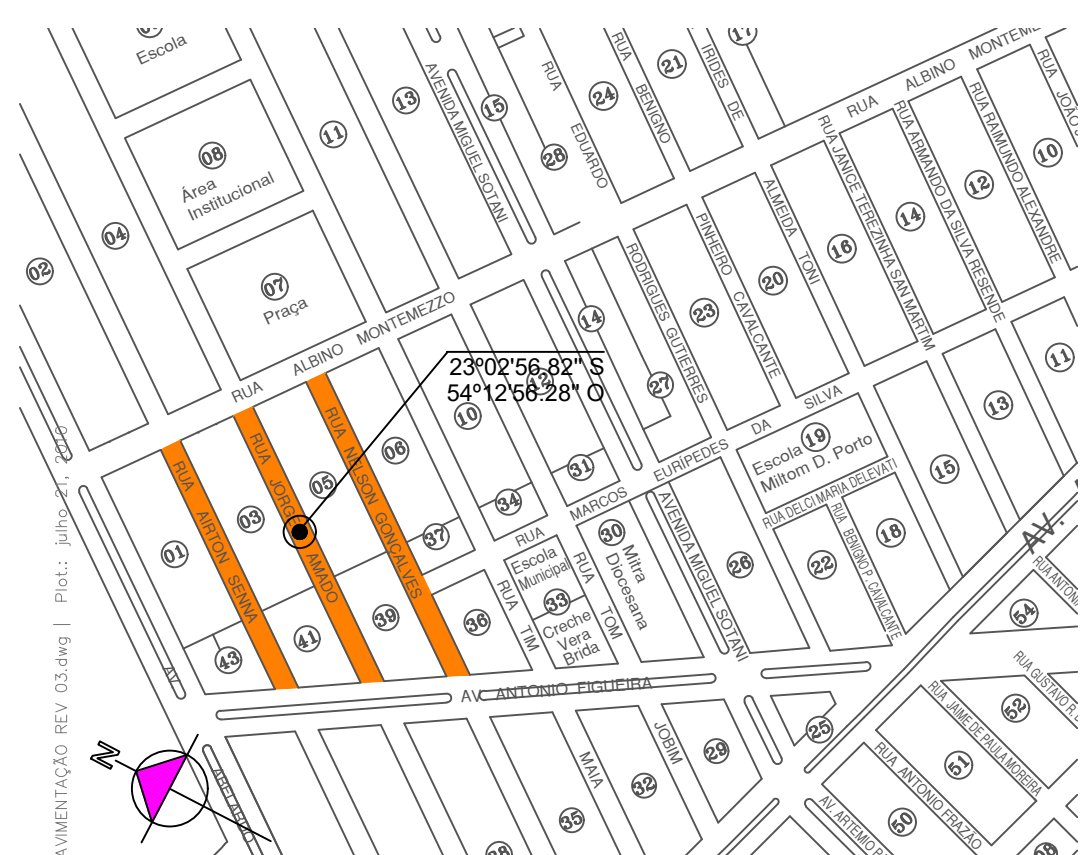 Escola
08
Área
Institucional
07
Praça
02
04
11
13
15
28
24
21
17
AVENIDA MIGUEL SOTANI
RUA
EDUARDO
RUA
BENIGNO
IRIDES DE
RUA ALBINO
RUA
RUA JANICE TEREZINHA SAN MARTIM
RUA ARMANDO DA SILVA RESENDE
RUA RAIMUNDO ALEXANDRE
10
12
14
16
20
23
27
14
ALMEIDA TONI
PINHEIRO
CAVALCANTE
RODRIGUES GUTIERRES
RUA ALBINO MONTEMEZZO
23º02'56.82" S
54º12'58.28" O
12
10
06
05
03
01
RUA AIRTON SENNA
RUA JORGE AMADO
RUA NELSON GONÇALVES
43
41
39
37
36
34
31
RUA MARCOS EURÍPEDES DA SILVA
Escola
19
Miltom D. Porto
RUA DELCI MARIA DELEVATI
RUA BENIGNO P. CAVALCANTE
11
13
15
18
22
26
AVENIDA MIGUEL SOTANI
30
Mitra
Diocesana
Escola
Municipal
33
Creche
Vera
Brida
RUA
TIM
RUA
TOM
AV. ANTONIO FIGUEIRA
AV
ABELARDO
MAIA
JOBIM
35
32
29
25
38
AV.
54
52
51
50
RUA JAIME DE PAULA MOREIRA
RUA ANTONIO FRAZÃO
N
AVIMENTAÇÃO REV 03.dwg | Plot.: julho 21, 2010